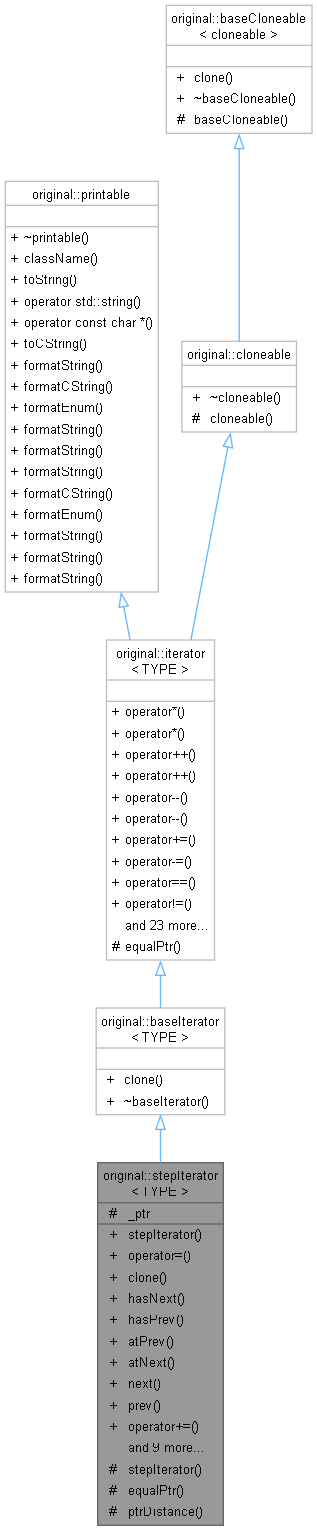 original::baseCloneable
< cloneable >
+ clone()
+ ~baseCloneable()
# baseCloneable()
original::printable
+ ~printable()
+ className()
+ toString()
+ operator std::string()
+ operator const char *()
+ toCString()
+ formatString()
+ formatCString()
+ formatEnum()
+ formatString()
+ formatString()
+ formatString()
+ formatCString()
+ formatEnum()
+ formatString()
+ formatString()
+ formatString()
original::cloneable
+ ~cloneable()
# cloneable()
original::iterator
< TYPE >
+ operator*()
+ operator*()
+ operator++()
+ operator++()
+ operator--()
+ operator--()
+ operator+=()
+ operator-=()
+ operator==()
+ operator!=()
and 23 more...
# equalPtr()
original::baseIterator
< TYPE >
+ clone()
+ ~baseIterator()
original::stepIterator
< TYPE >
# _ptr
+ stepIterator()
+ operator=()
+ clone()
+ hasNext()
+ hasPrev()
+ atPrev()
+ atNext()
+ next()
+ prev()
+ operator+=()
and 9 more...
# stepIterator()
# equalPtr()
# ptrDistance()